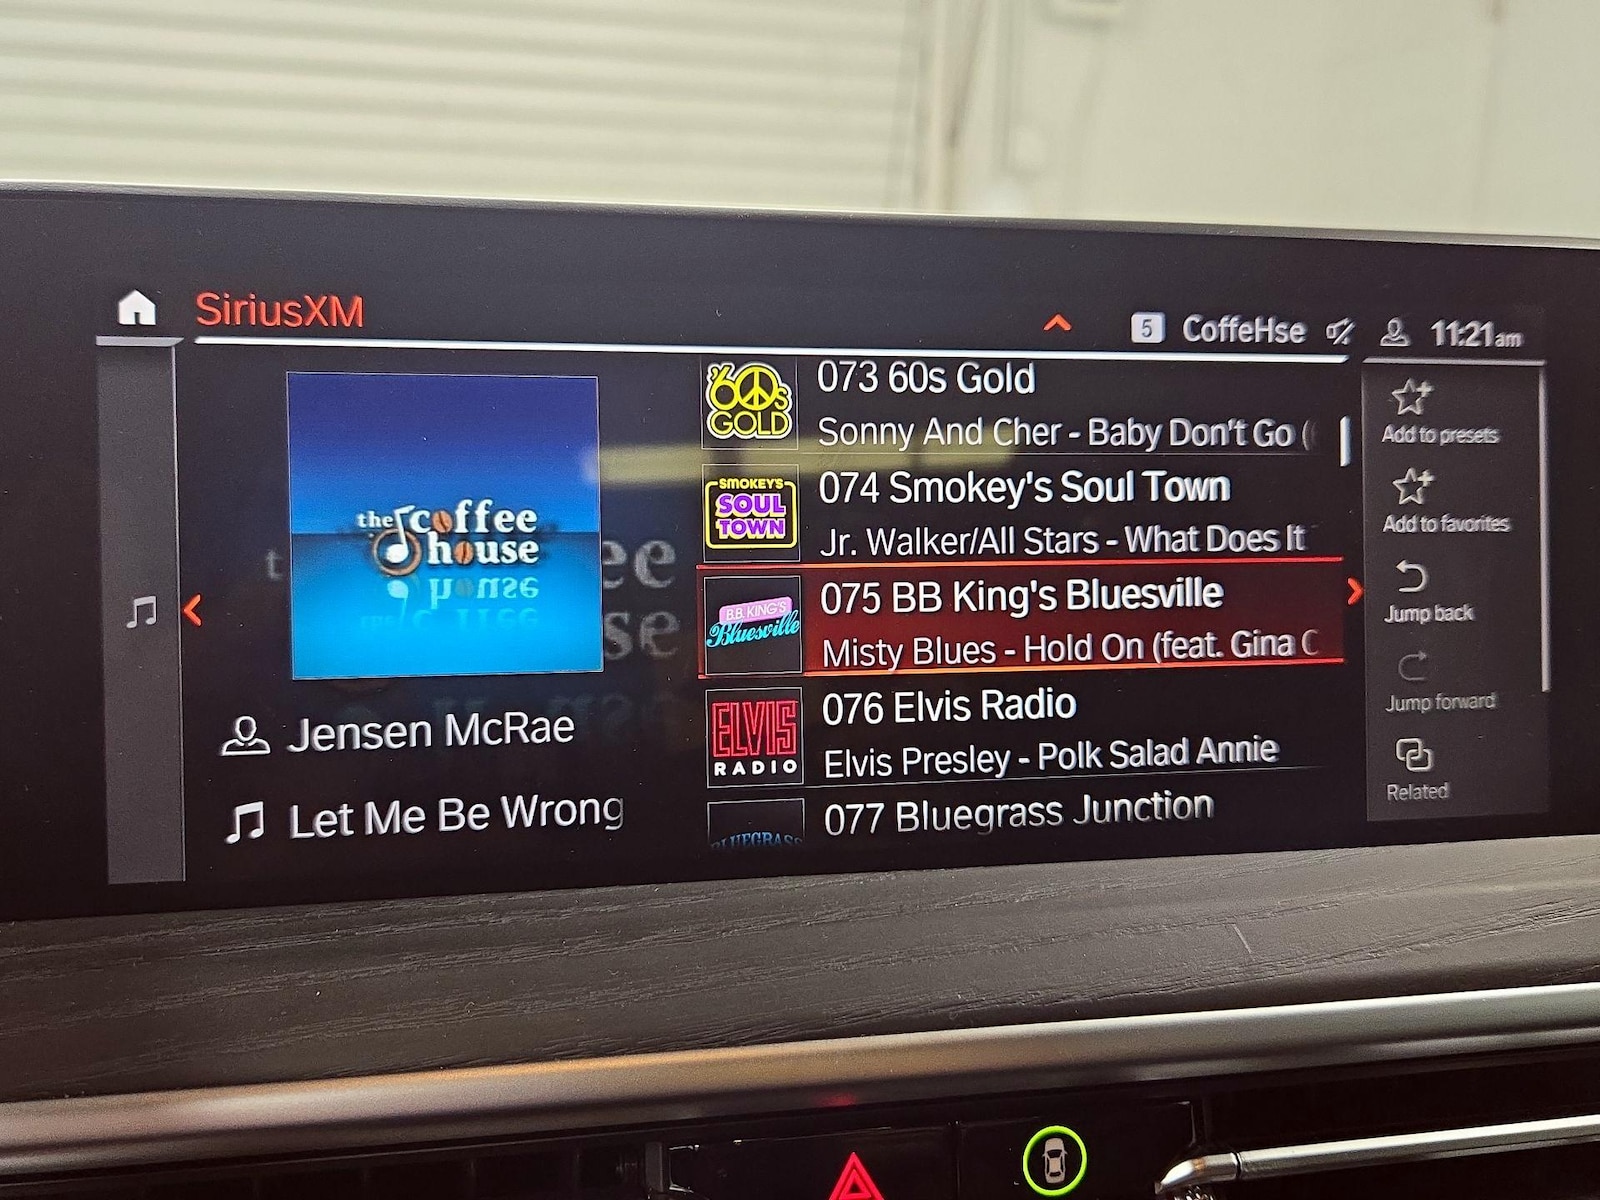 SiriusXM
5 CoffeHse 11:21am
the coffee
house
Jensen McRae
Let Me Be Wrong
'60s
GOLD
073 60s Gold
Sonny And Cher - Baby Don't Go (
SMOKEY'S
SOUL
TOWN
074 Smokey's Soul Town
Jr. Walker/All Stars - What Does It
B.B. KING'S
Bluesville
075 BB King's Bluesville
Misty Blues - Hold On (feat. Gina C
ELVIS
RADIO
076 Elvis Radio
Elvis Presley - Polk Salad Annie
BLUEGRASS
077 Bluegrass Junction
Add to presets
Add to favorites
Jump back
Jump forward
Related